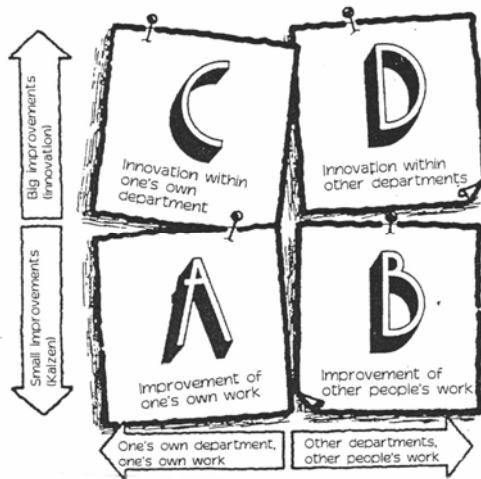 Big improvements
(innovation)
C
Innovation within
one's own
department
D
Innovation within
other departments
Small improvements
(Kaizen)
A
Improvement of
one's own work
B
Improvement of
other people's work
One's own department,
one's own work
Other departments,
other people's work